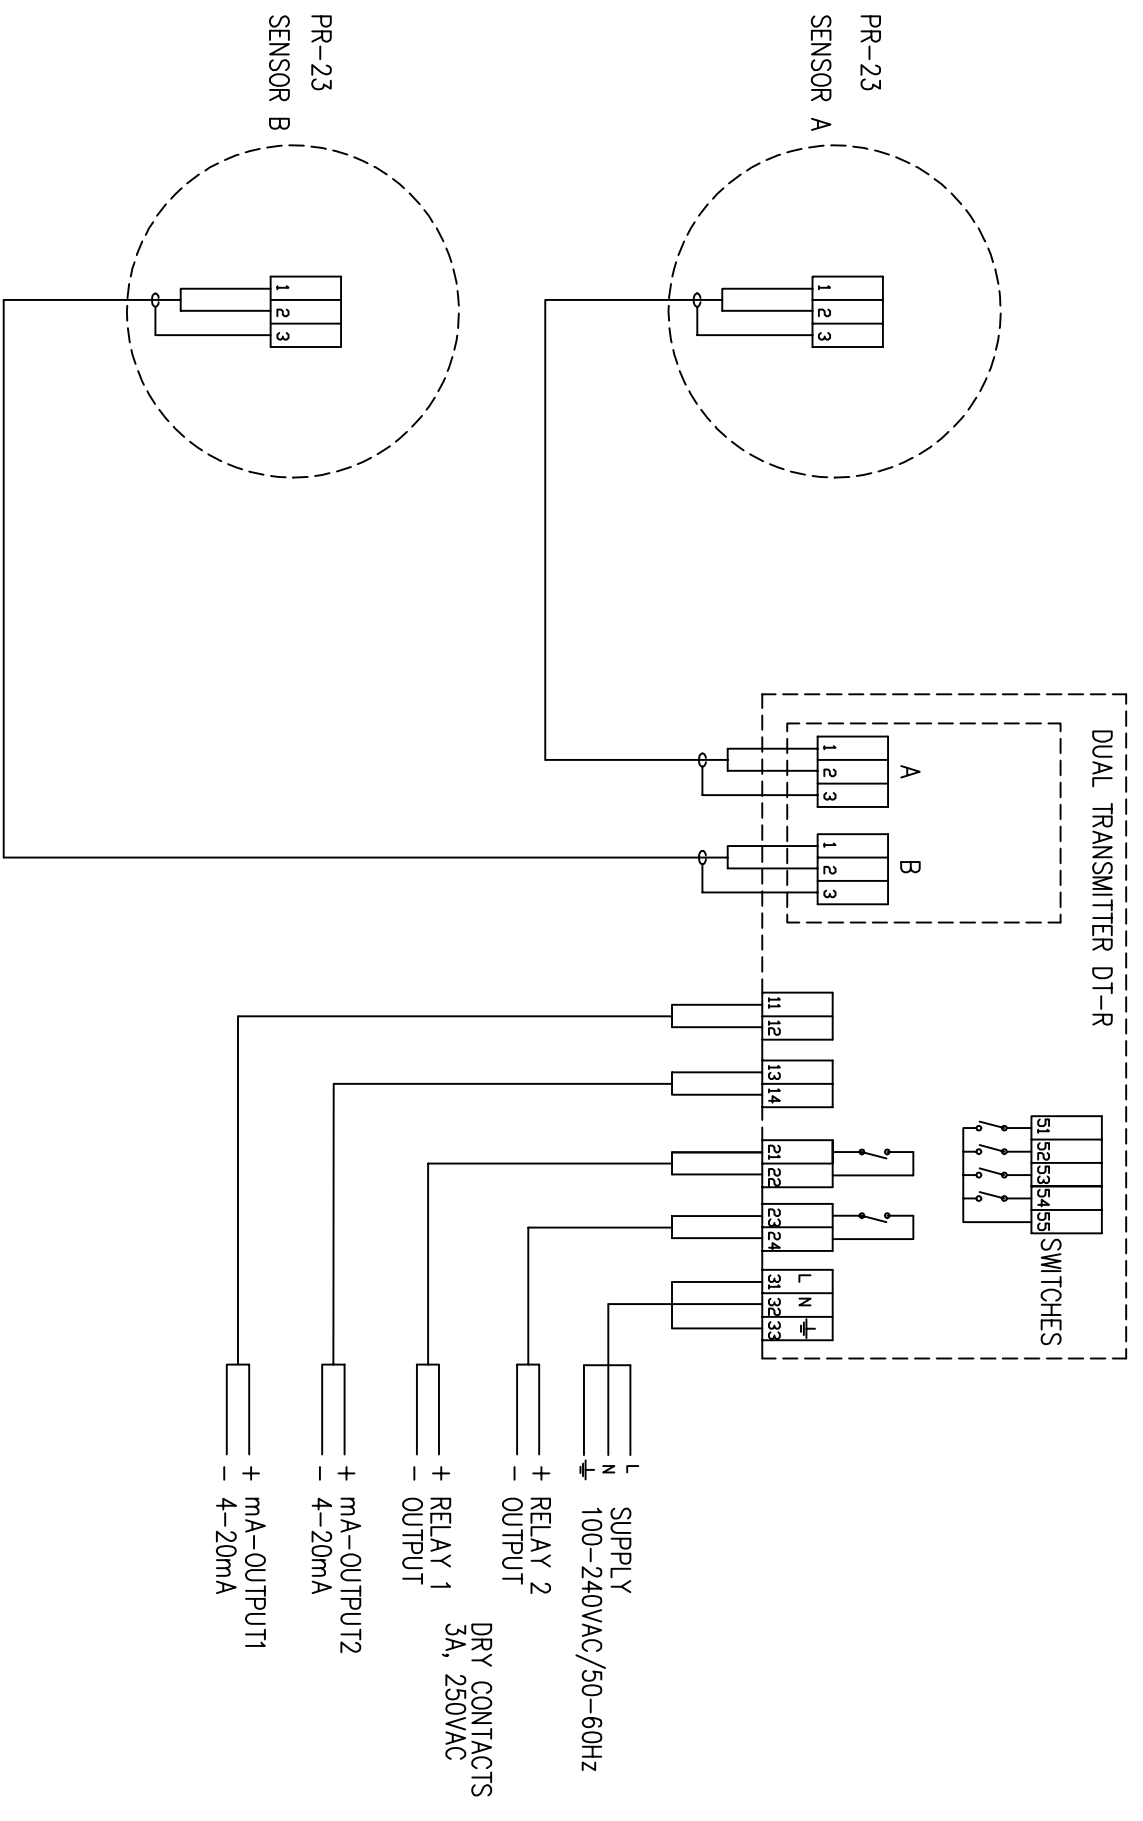 DUAL TRANSMITTER DT-R
PR-23
SENSOR A
1
2
3
PR-23
SENSOR B
1
2
3
A
1
2
3
B
1
2
3
11
12
13
14
21
22
23
24
31 L
32 N
33
51
52
53
54
55
SWITCHES
L
N
SUPPLY
100-240VAC/50-60Hz
+ RELAY 2
- OUTPUT
+ RELAY 1
- OUTPUT
DRY CONTACTS
3A, 250VAC
+ mA-OUTPUT2
- 4-20mA
+ mA-OUTPUT1
- 4-20mA